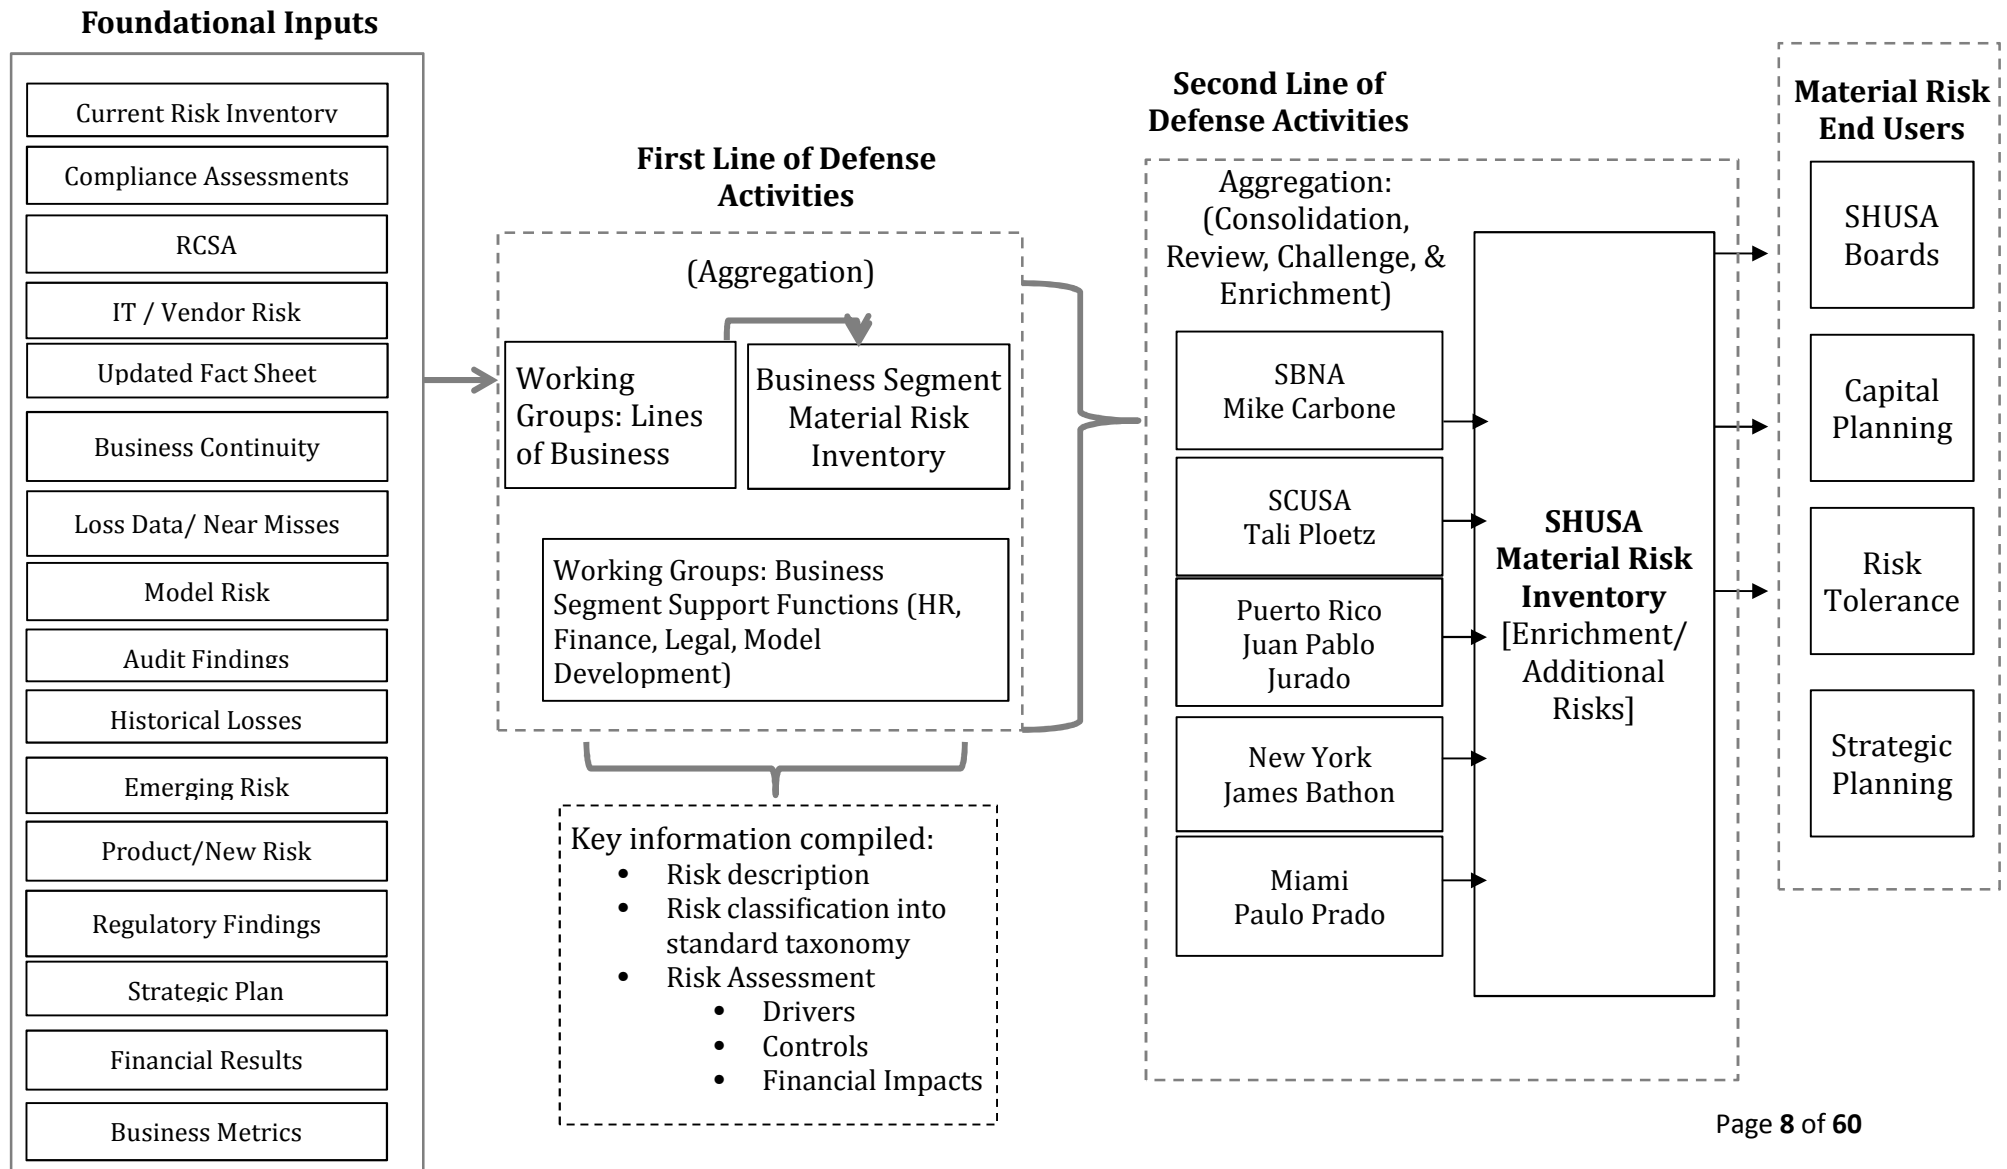 Foundational Inputs
Current Risk Inventory
Compliance Assessments
RCSA
IT / Vendor Risk
Updated Fact Sheet
Business Continuity
Loss Data/ Near Misses
Model Risk
Audit Findings
Historical Losses
Emerging Risk
Product/New Risk
Regulatory Findings
Strategic Plan
Financial Results
Business Metrics
First Line of Defense
Activities
(Aggregation)
Working
Groups: Lines
of Business
Business Segment
Material Risk
Inventory
Working Groups: Business
Segment Support Functions (HR,
Finance, Legal, Model
Development)
Key information compiled:
• Risk description
• Risk classification into
standard taxonomy
• Risk Assessment
• Drivers
• Controls
• Financial Impacts
Second Line of
Defense Activities
Aggregation:
(Consolidation,
Review, Challenge, &
Enrichment)
SBNA
Mike Carbone
SCUSA
Tali Ploetz
Puerto Rico
Juan Pablo
Jurado
New York
James Bathon
Miami
Paulo Prado
SHUSA
Material Risk
Inventory
[Enrichment/
Additional
Risks]
Material Risk
End Users
SHUSA
Boards
Capital
Planning
Risk
Tolerance
Strategic
Planning
Page 8 of 60